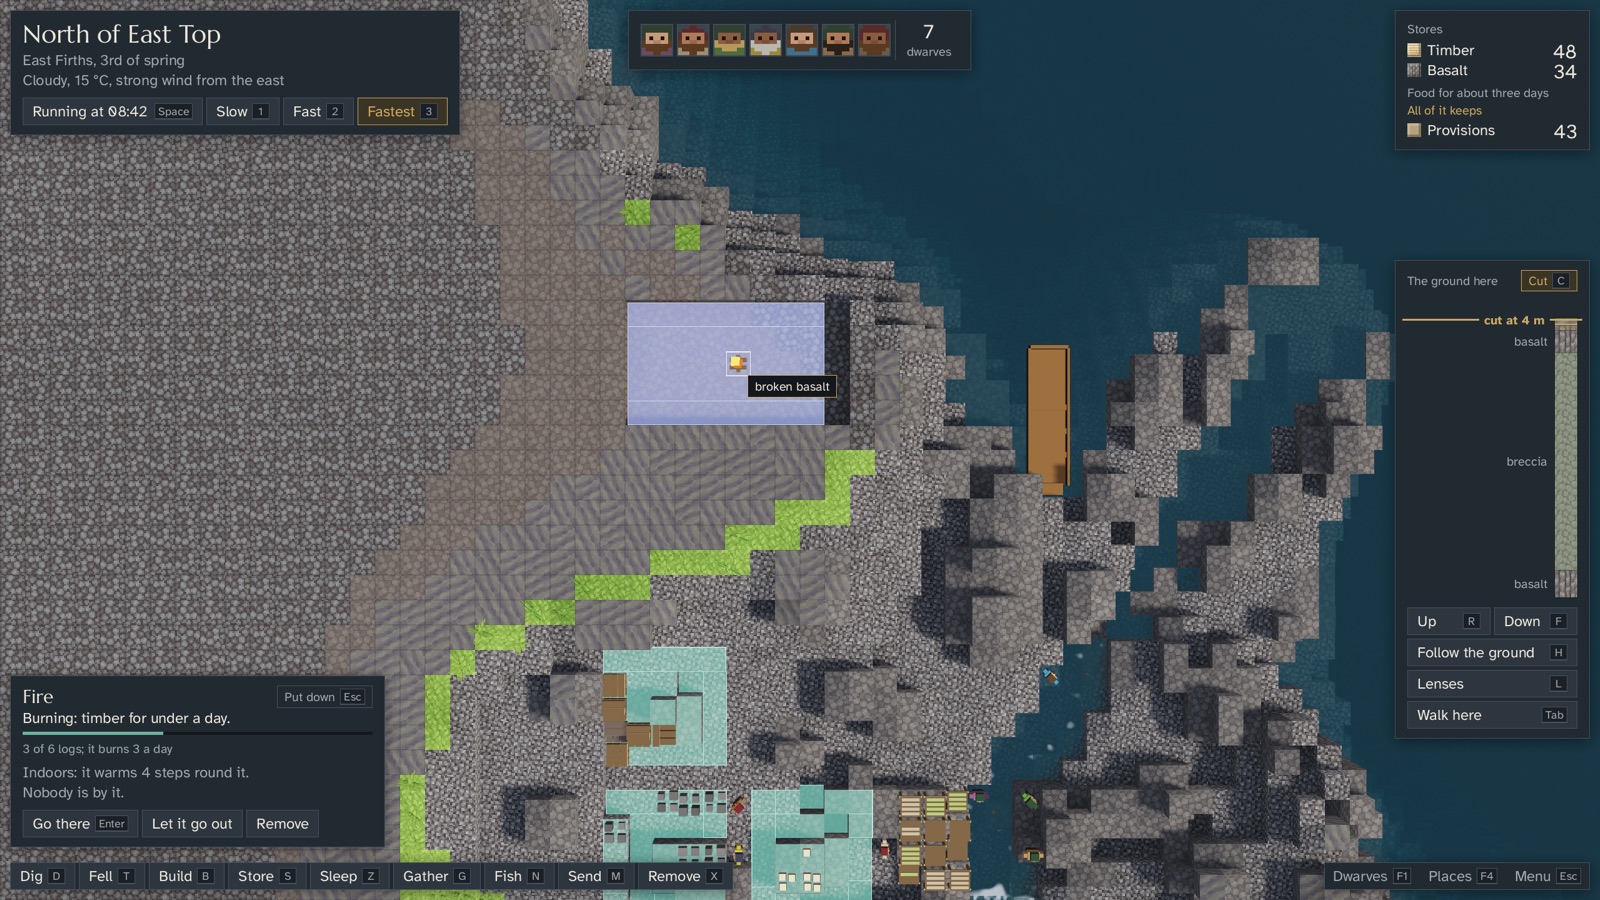 North of East Top
East Firths, 3rd of spring
Cloudy, 15 °C, strong wind from the east
Running at 08:42 Space
Slow 1
Fast 2
Fastest 3
7
dwarves
Stores
Timber 48
Basalt 34
Food for about three days
All of it keeps
Provisions 43
The ground here
Cut C
cut at 4 m
basalt
breccia
basalt
Up R
Down F
Follow the ground H
Lenses L
Walk here Tab
broken basalt
Fire
Put down Esc
Burning: timber for under a day.
3 of 6 logs; it burns 3 a day
Indoors: it warms 4 steps round it.
Nobody is by it.
Go there Enter
Let it go out
Remove
Dig D
Fell T
Build B
Store S
Sleep Z
Gather G
Fish N
Send M
Remove X
Dwarves F1
Places F4
Menu Esc